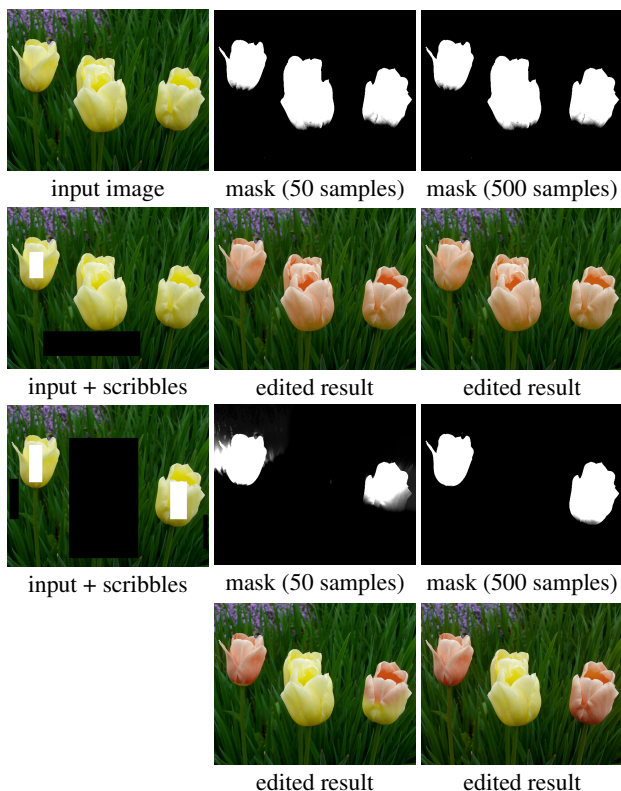 input image
mask (50 samples)
mask (500 samples)
input + scribbles
edited result
edited result
input + scribbles
mask (50 samples)
mask (500 samples)
edited result
edited result